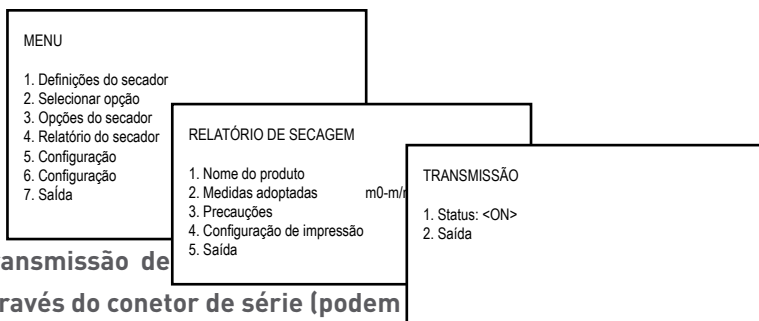 MENU
1. Definições do secador
2. Selecionar opção
3. Opções do secador
4. Relatório do secador
5. Configuração
6. Configuração
7. Saída
RELATÓRIO DE SECAGEM
1. Nome do produto
2. Medidas adoptadas m0-m/
3. Precauções
4. Configuração de impressão
5. Saída
TRANSMISSÃO
1. Status: <ON>
2. Saída
ansmissão de
ravés do conetor de série (podem